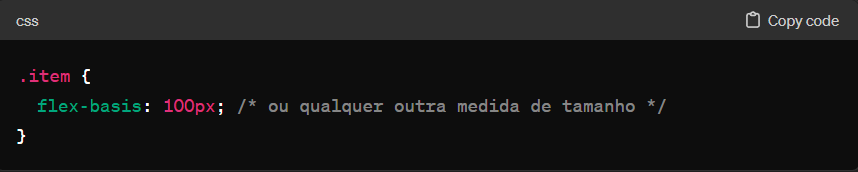 css Copy code
.item {
flex-basis: 100px; /* ou qualquer outra medida de tamanho */
}